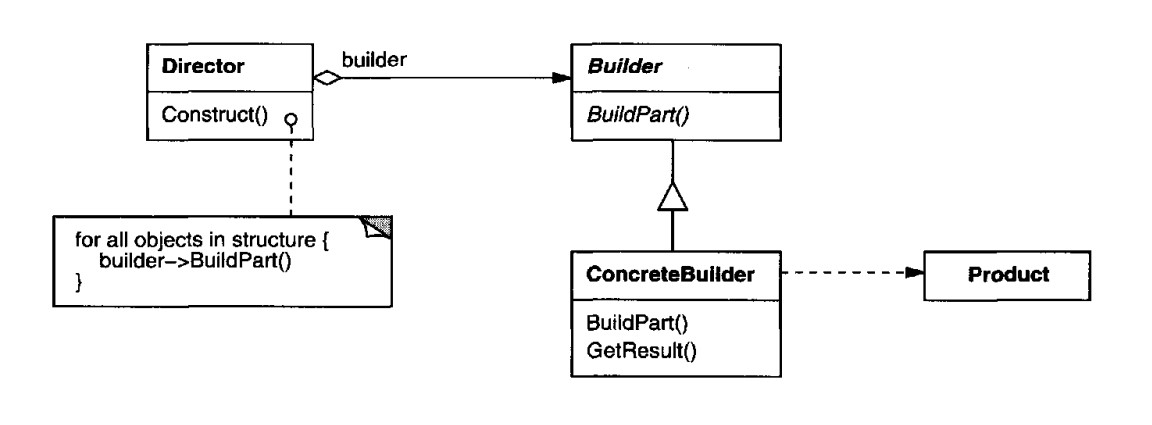 Director
Construct()
builder
Builder
BuildPart()
for all objects in structure {
builder–>BuildPart()
}
ConcreteBuilder
BuildPart()
GetResult()
Product